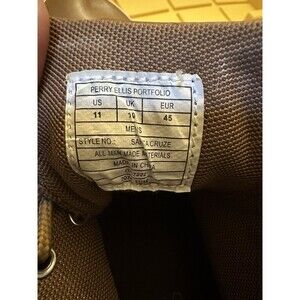 PERRY ELLIS PORTFOLIO
US UK EUR
11 10 45
MENS
STYLE NO: SANTA CRUZE
ALL MAN MADE MATERIALS
MADE IN CHINA